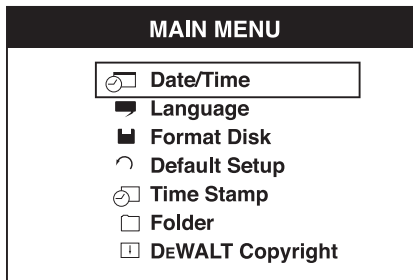 MAIN MENU
Date/Time
Language
Format Disk
Default Setup
Time Stamp
Folder
DEWALT Copyright